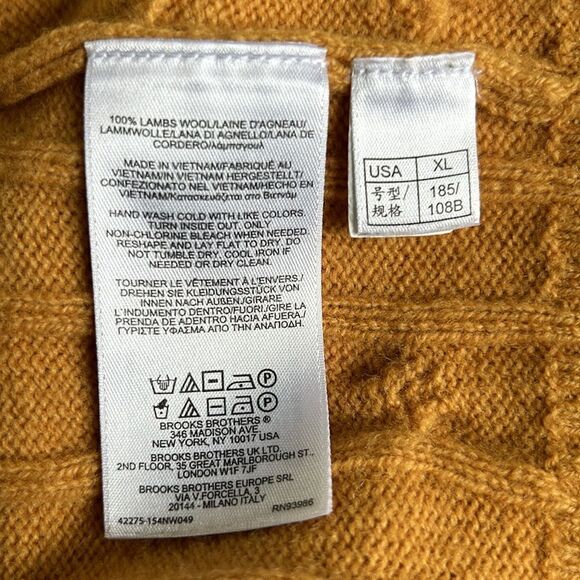 100% LAMBS WOOL/LAINE D'AGNEAU/
LAMMWOLLE/LANA DI AGNELLO/LANA DE
CORDERO/λάμπσγουλ
MADE IN VIETNAM/FABRIQUÉ AU
VIETNAM/IN VIETNAM HERGESTELLT/
CONFEZIONATO NEL VIETNAM/HECHO EN
VIETNAM/Κατασκευάζεται στο Βιετνάμ
HAND WASH COLD WITH LIKE COLORS.
TURN INSIDE OUT. ONLY
NON-CHLORINE BLEACH WHEN NEEDED.
RESHAPE AND LAY FLAT TO DRY. DO
NOT TUMBLE DRY. COOL IRON IF
NEEDED OR DRY CLEAN.
TOURNER LE VÊTEMENT À L'ENVERS./
DREHEN SIE KLEIDUNGSSTÜCK VON
INNEN NACH AUßEN./GIRARE
L'INDUMENTO DENTRO/FUORI./GIRE LA
PRENDA DE ADENTRO HACIA AFUERA./
ΓΥΡΙΣΤΕ ΑΥΤΟ ΠΡΟΣ ΤΑ ΜΕΣΑ ΑΠΟ ΤΗΝ ΑΝΑΠΟΔΗ.
P
P
BROOKS BROTHERS ®
346 MADISON AVE.
NEW YORK, NY 10017 USA
BROOKS BROTHERS UK LTD
2ND FLOOR, 35 GREAT MARLBOROUGH ST.
LONDON W1F 7JF
BROOKS BROTHERS EUROPE SRL
VIA V.FORCELLA, 3
20144 - MILANO ITALY
42275-154NW049 RN93986
USA XL
号型/ 185/
规格 108B